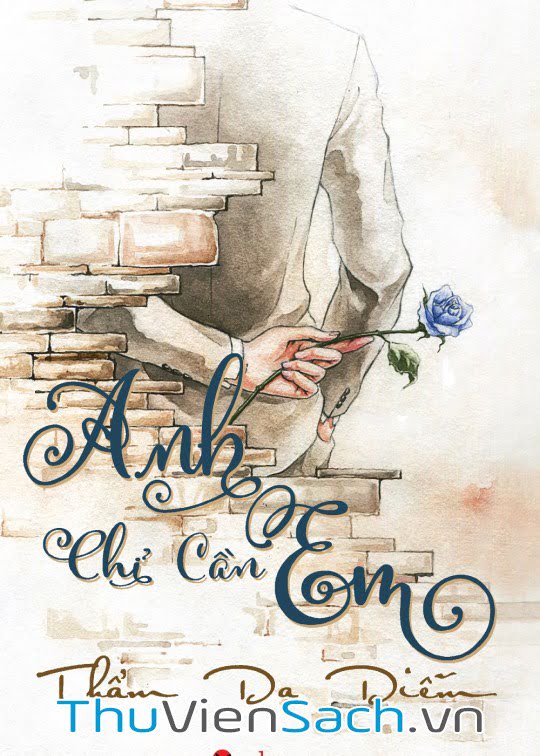 Anh
Chỉ Cần Em
Thẩm Dạ Diễm
ThuVienSach.vn